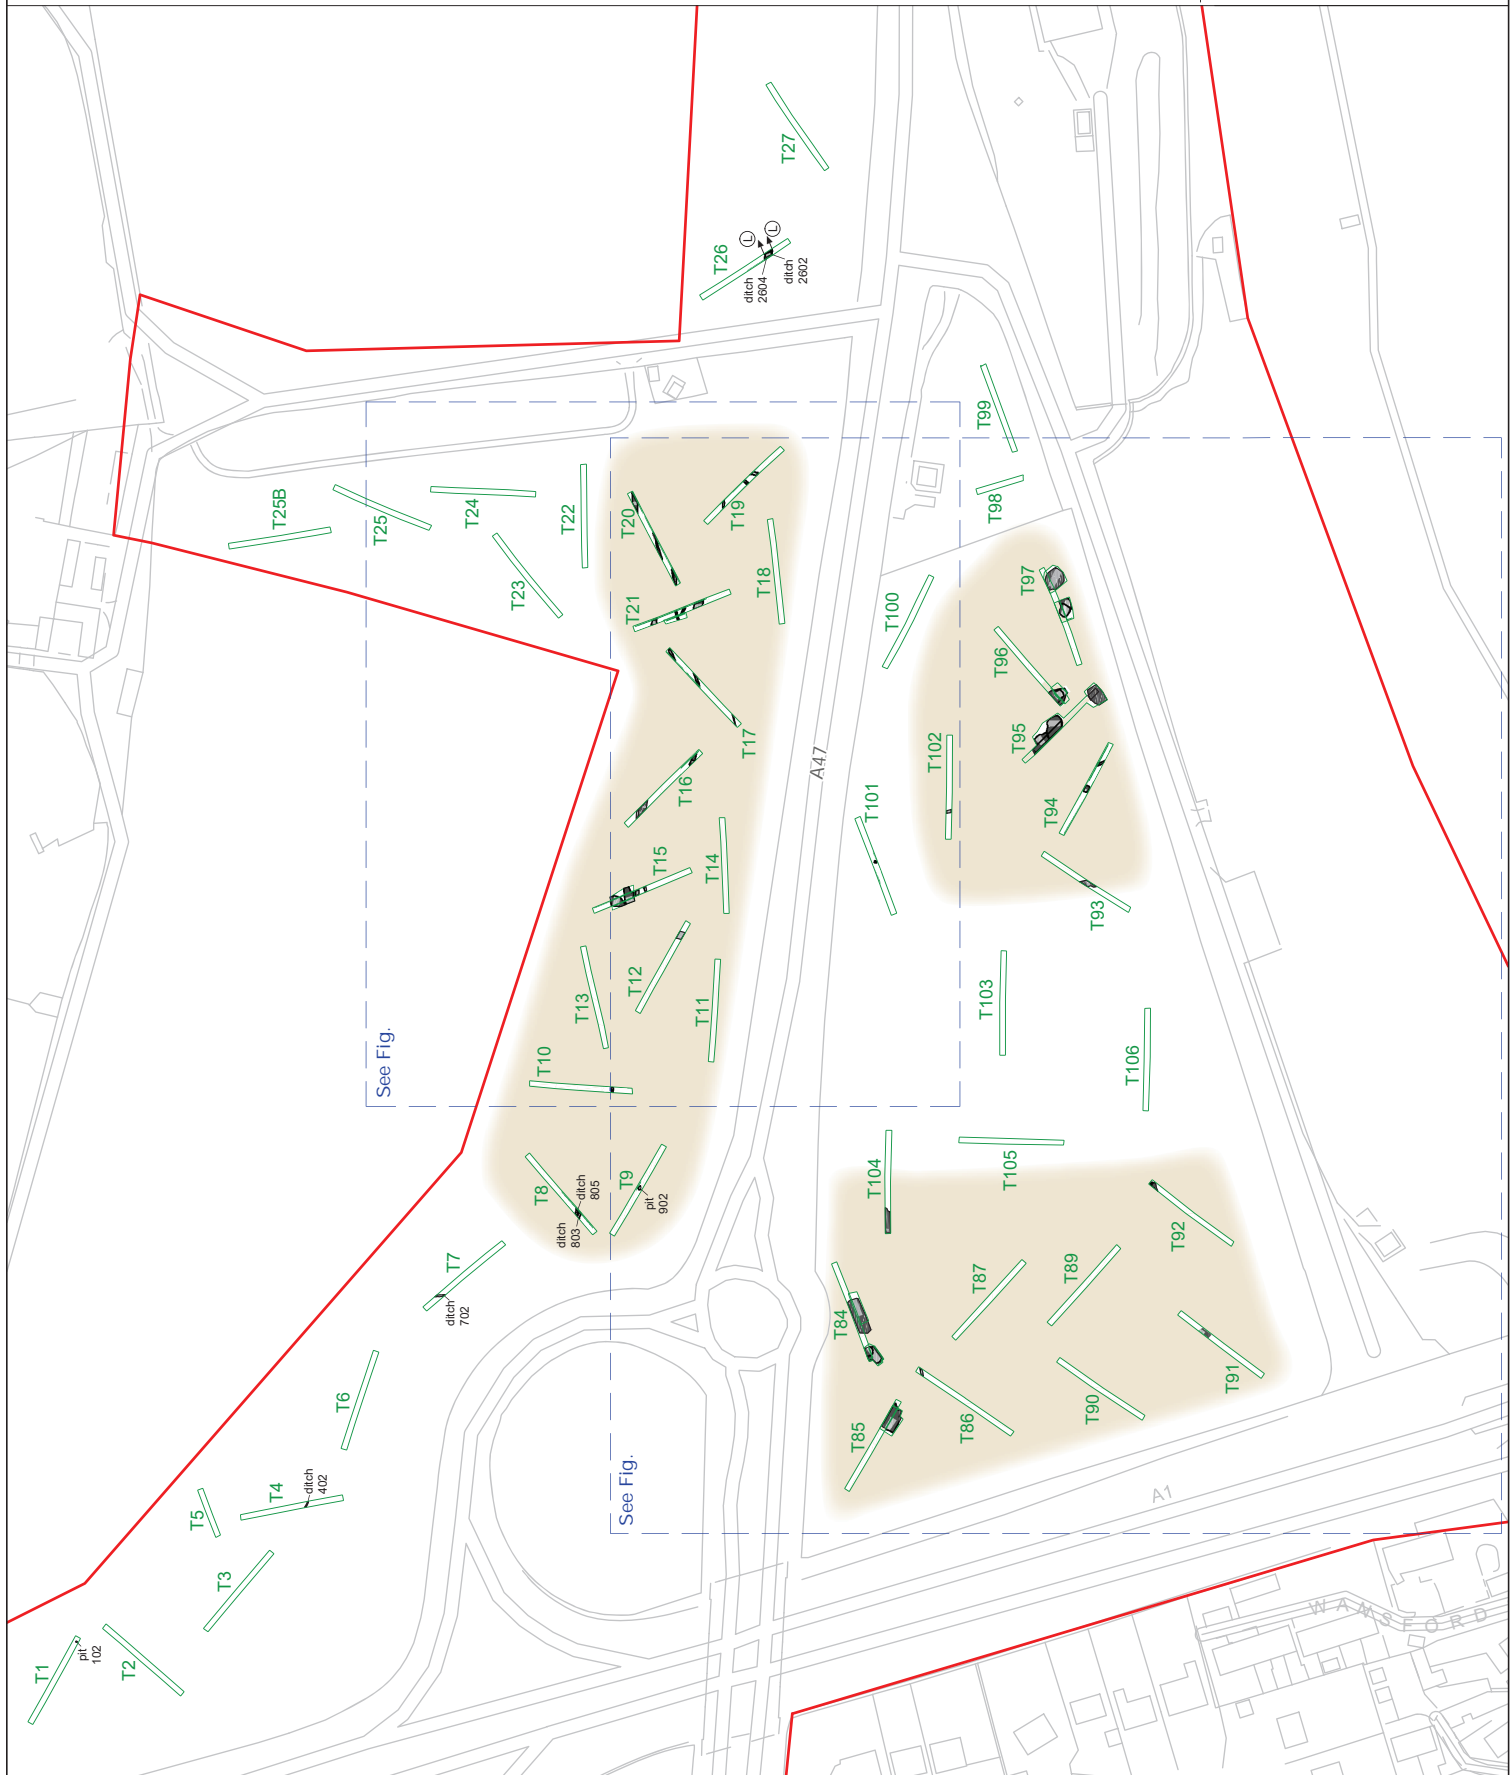 T27
T26
L
L
ditch
2604
ditch
2602
T99
T98
T25B
T25
T24
T22
T23
T20
T19
T21
T18
T17
T100
T97
T96
T95
T102
T94
A47
T101
T16
T15
T14
T93
T13
T12
T11
T103
See Fig.
T10
T106
T105
T104
T8
ditch
803
ditch
805
T9
pit
902
T92
T7
ditch
702
T84
T87
T89
T91
T6
T85
T86
T90
See Fig.
A1
T5
T4
ditch
402
T3
T1
pit
102
T2
WAMSFORD